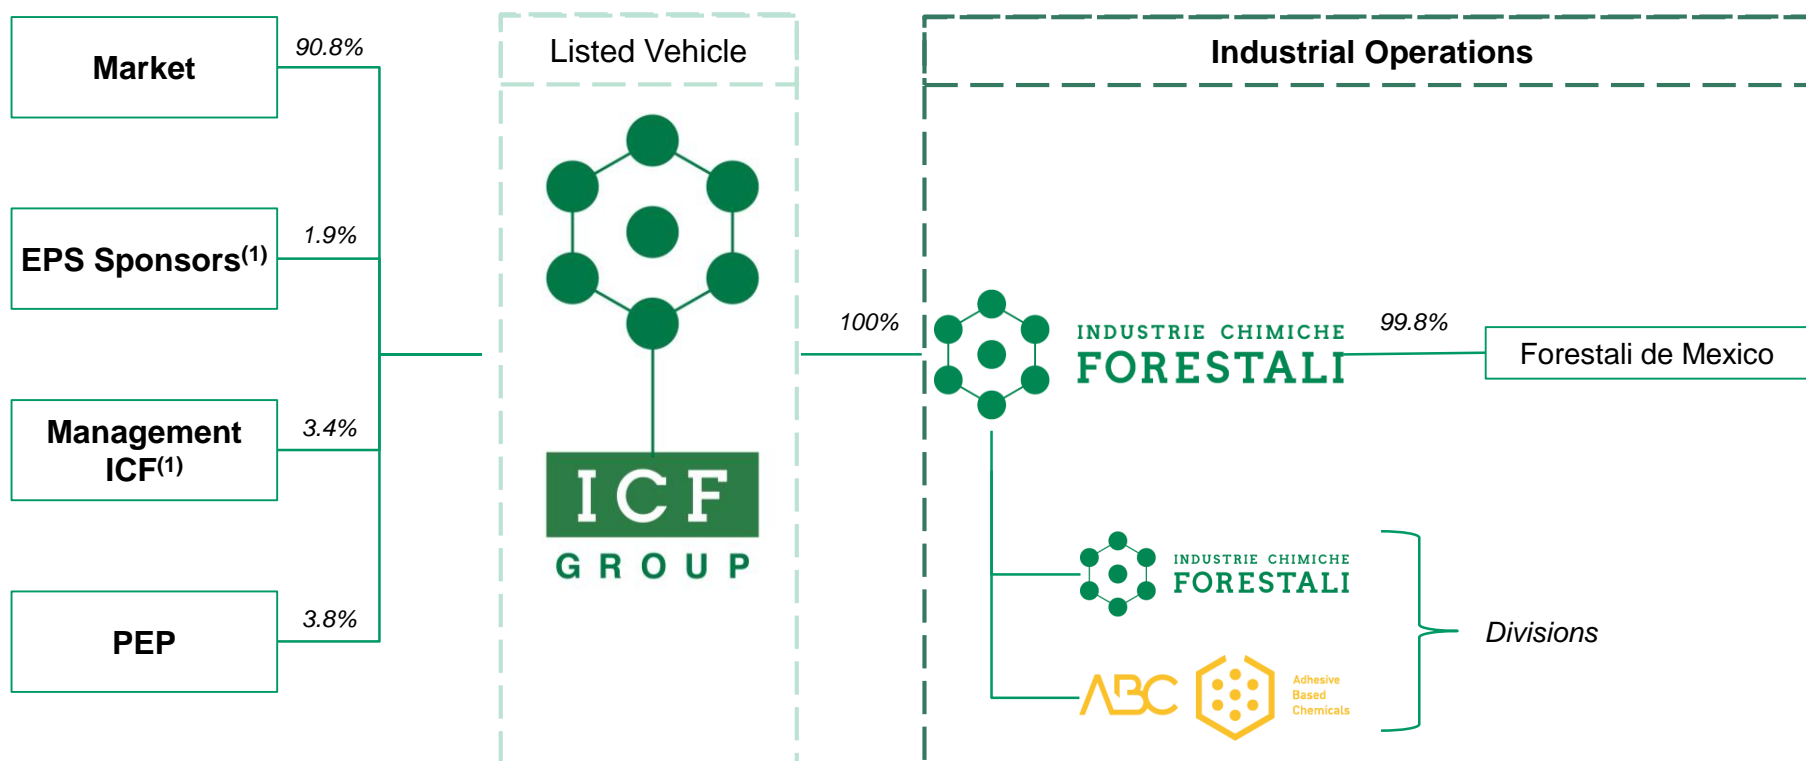 Market
90.8%
EPS Sponsors(1)
1.9%
Management
ICF(1)
3.4%
PEP
3.8%
Listed Vehicle
ICF
GROUP
100%
Industrial Operations
INDUSTRIE CHIMICHE
FORESTALI
99.8%
Forestali de Mexico
INDUSTRIE CHIMICHE
FORESTALI
ABC
Adhesive
Based
Chemicals
Divisions